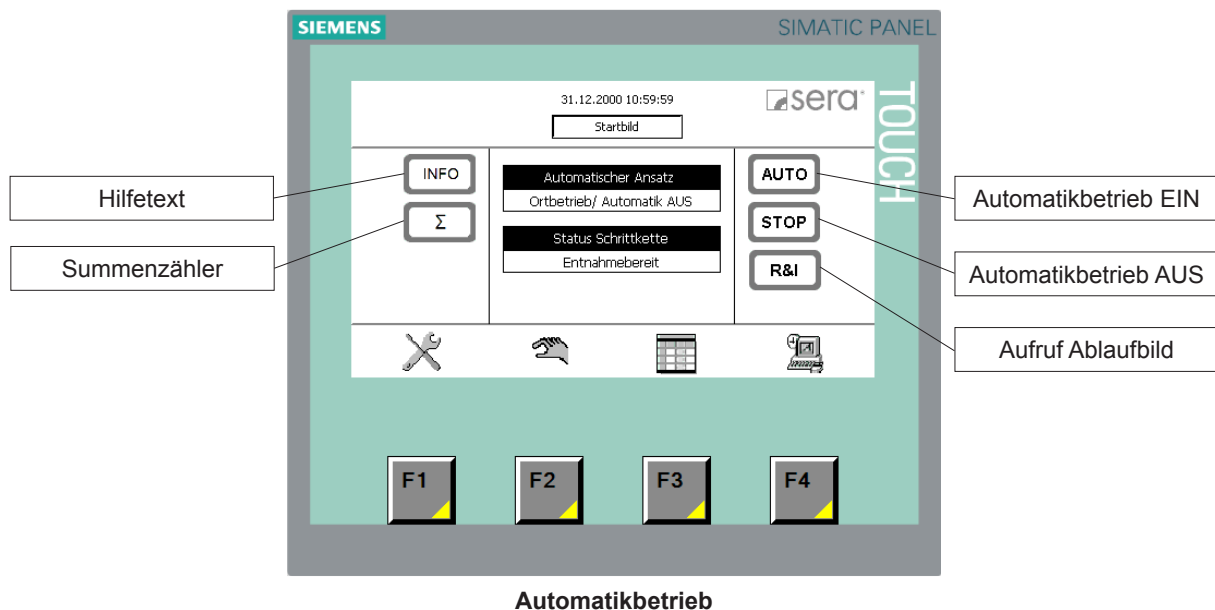 SIEMENS
SIMATIC PANEL
TOUCH
31.12.2000 10:59:59
sera
Startbild
INFO
Σ
Automatischer Ansatz
Ortbetrieb/ Automatik AUS
Status Schrittkette
Entnahmebereit
AUTO
STOP
R&I
Hilfetext
Summenzähler
Automatikbetrieb EIN
Automatikbetrieb AUS
Aufruf Ablaufbild
F1
F2
F3
F4
Automatikbetrieb